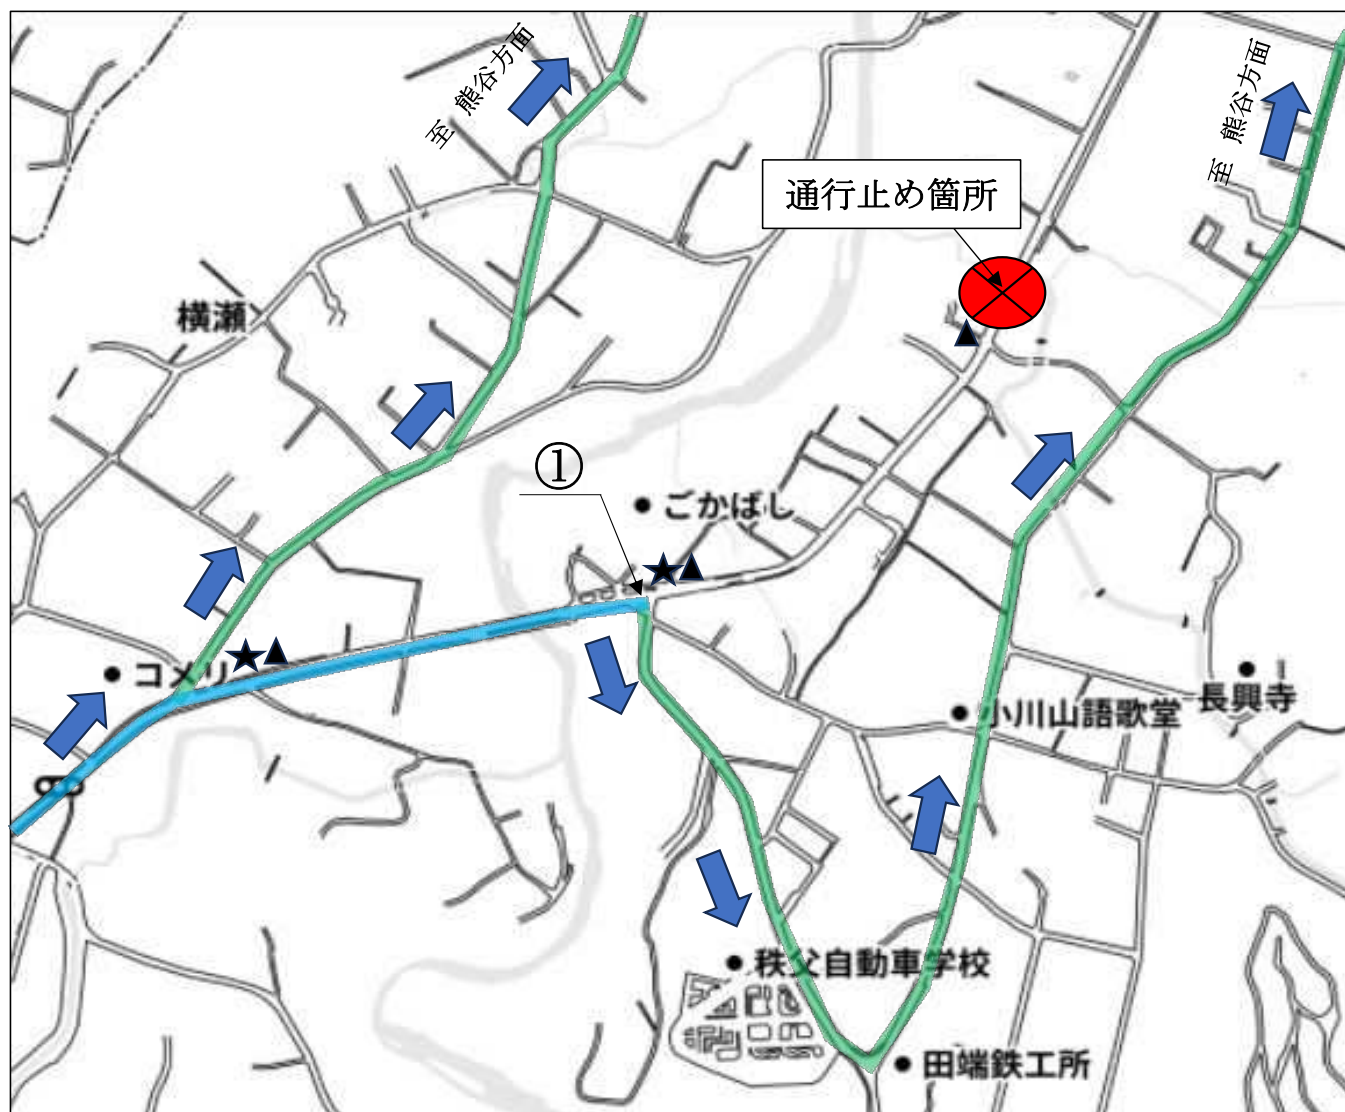 至 熊谷方面
至 熊谷方面
通行止め箇所
横瀬
①
ごかばし
コメリ
小川山語歌堂
長興寺
秩父自動車学校
田端鉄工所